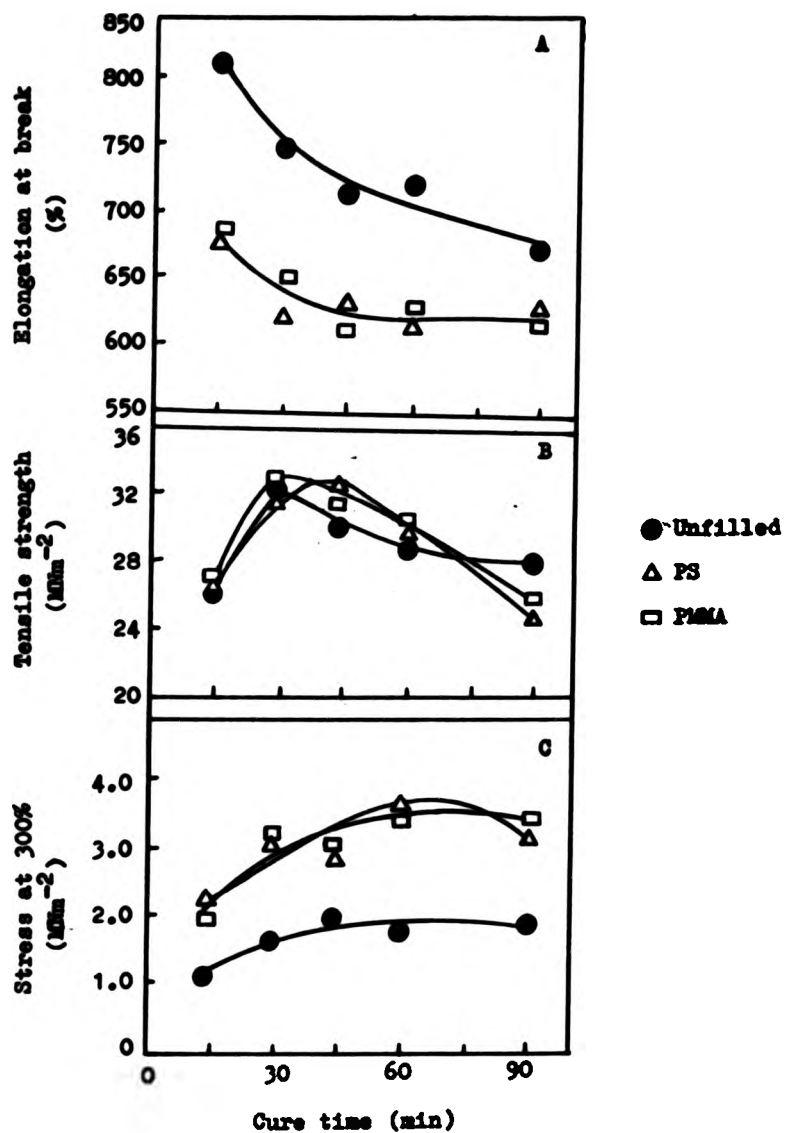 A
850
800
750
700
650
600
550
Elongation at break
(%)
B
36
32
28
24
20
Tensile strength
(MNm⁻²)
Unfilled
PS
PMMA
C
4.0
3.0
2.0
1.0
0
Stress at 300%
(MNm⁻²)
0 30 60 90
Cure time (min)